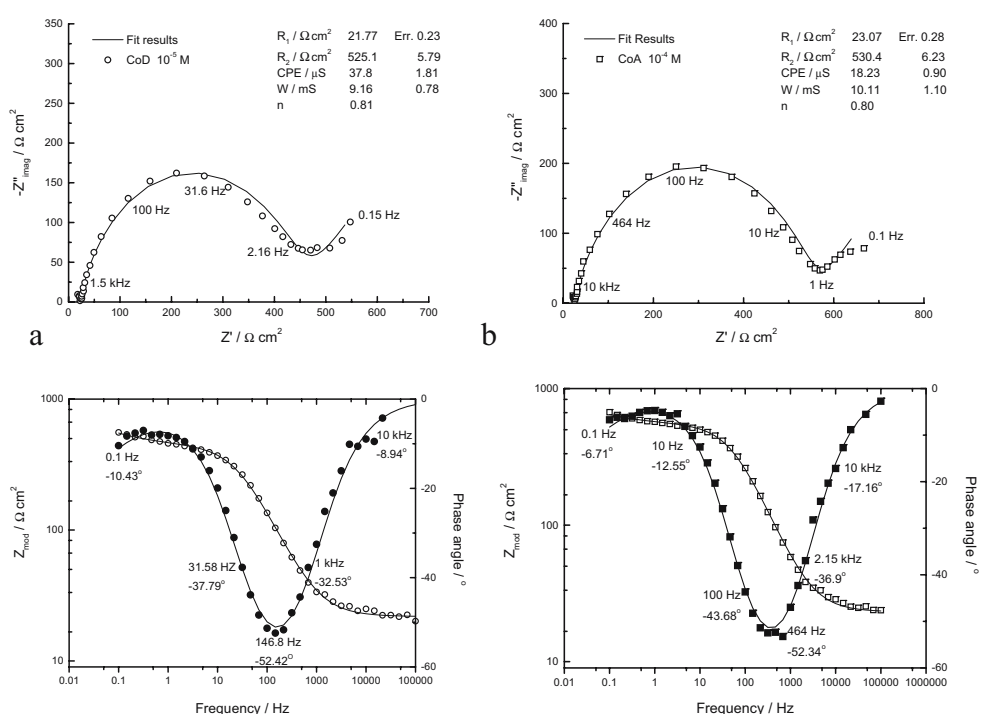 350
300
250
200
150
100
50
0
-Z"imag / Ω cm²
Fit results
CoD 10⁻⁵ M
R₁ / Ω cm² 21.77 Err. 0.23
R₂ / Ω cm² 525.1 5.79
CPE / μS 37.8 1.81
W / mS 9.16 0.78
n 0.81
31.6 Hz
100 Hz
0.15 Hz
2.16 Hz
1.5 kHz
0 100 200 300 400 500 600 700
Z' / Ω cm²
a
400
320
240
200
160
80
40
0
-Z"imag / Ω cm²
Fit Results
CoA 10⁻⁴ M
R₁ / Ω cm² 23.07 Err. 0.28
R₂ / Ω cm² 530.4 6.23
CPE / μS 18.23 0.90
W / mS 10.11 1.10
n 0.80
100 Hz
464 Hz
10 Hz
0.1 Hz
10 kHz
1 Hz
0 200 400 600 800
Z' / Ω cm²
b
1000
100
10
Z mod / Ω cm²
0
-20
-40
-60
Phase angle / °
0.1 Hz
-10.43°
10 kHz
-8.94°
31.58 HZ
-37.79°
1 kHz
-32.53°
146.8 Hz
-52.42°
0.01 0.1 1 10 100 1000 10000 100000
Frequency / Hz
1000
100
10
Z mod / Ω cm²
0
-20
-40
-60
Phase angle / °
0.1 Hz
-6.71°
10 Hz
-12.55°
10 kHz
-17.16°
2.15 kHz
-36.9°
100 Hz
-43.68°
464 Hz
-52.34°
0.01 0.1 1 10 100 1000 10000 100000 1000000
Frequency / Hz